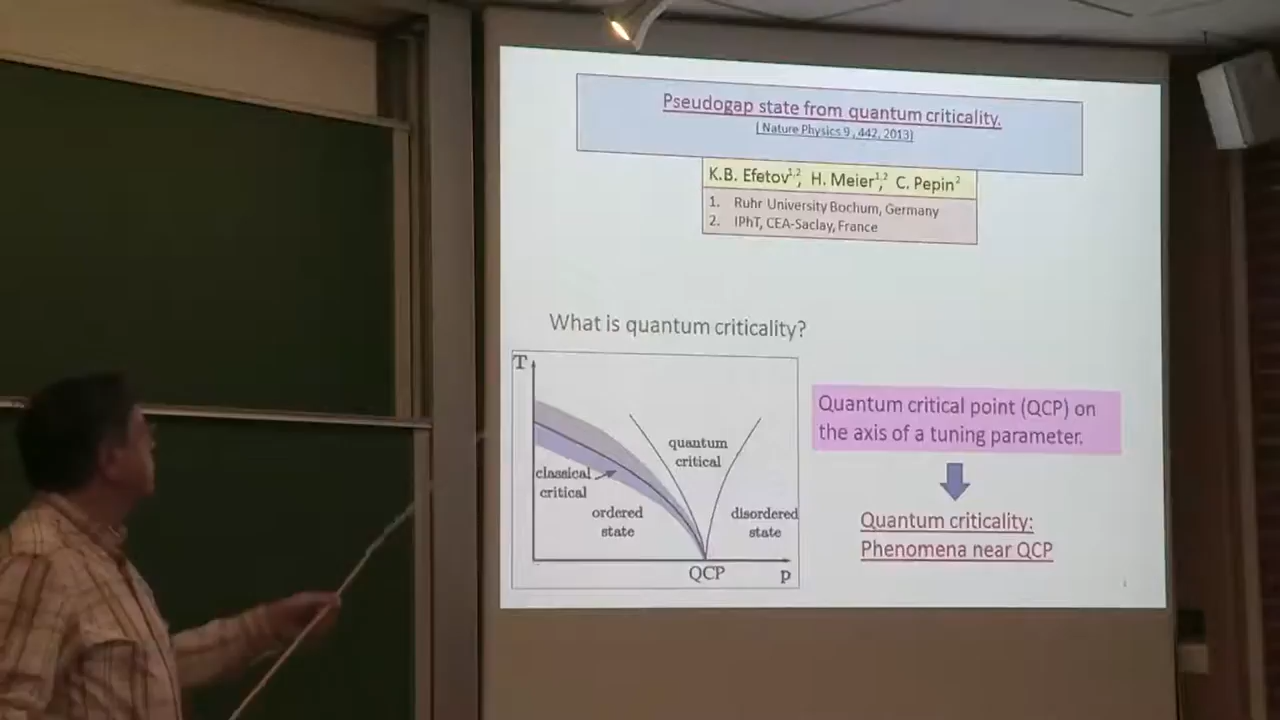 Pseudogap state from quantum criticality.
( Nature Physics 9 , 442, 2013)
K.B. Efetov1,2, H. Meier1,2, C. Pepin2
1. Ruhr University Bochum, Germany
2. IPhT, CEA-Saclay, France
What is quantum criticality?
T
quantum
critical
classical
critical
ordered
state
disordered
state
QCP
p
Quantum critical point (QCP) on
the axis of a tuning parameter.
Quantum criticality:
Phenomena near QCP